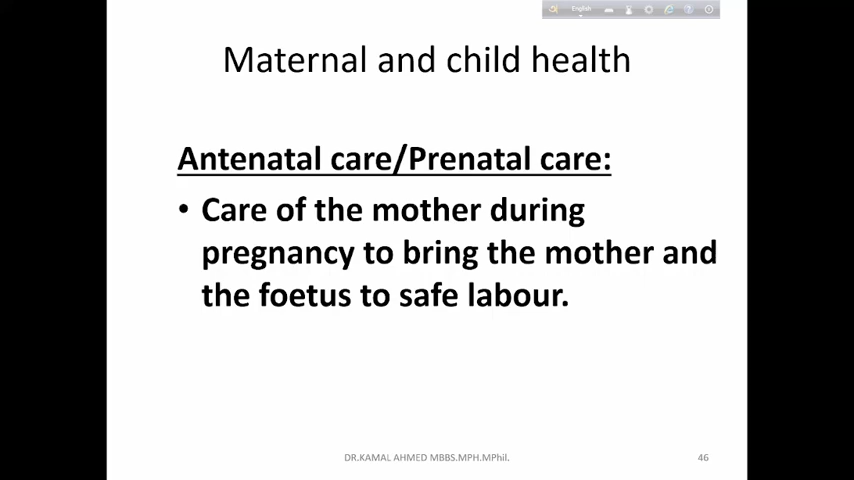 English
Maternal and child health
Antenatal care/Prenatal care:
• Care of the mother during
pregnancy to bring the mother and
the foetus to safe labour.
DR.KAMAL AHMED MBBS.MPH.MPhil.
46